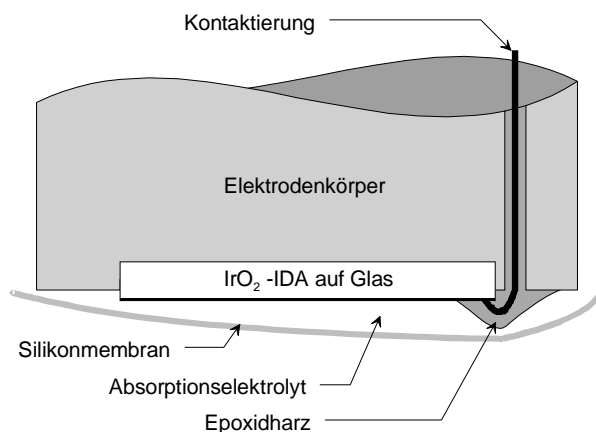 Kontaktierung
Elektrodenkörper
IrO₂ -IDA auf Glas
Silikonmembran
Absorptionselektrolyt
Epoxidharz